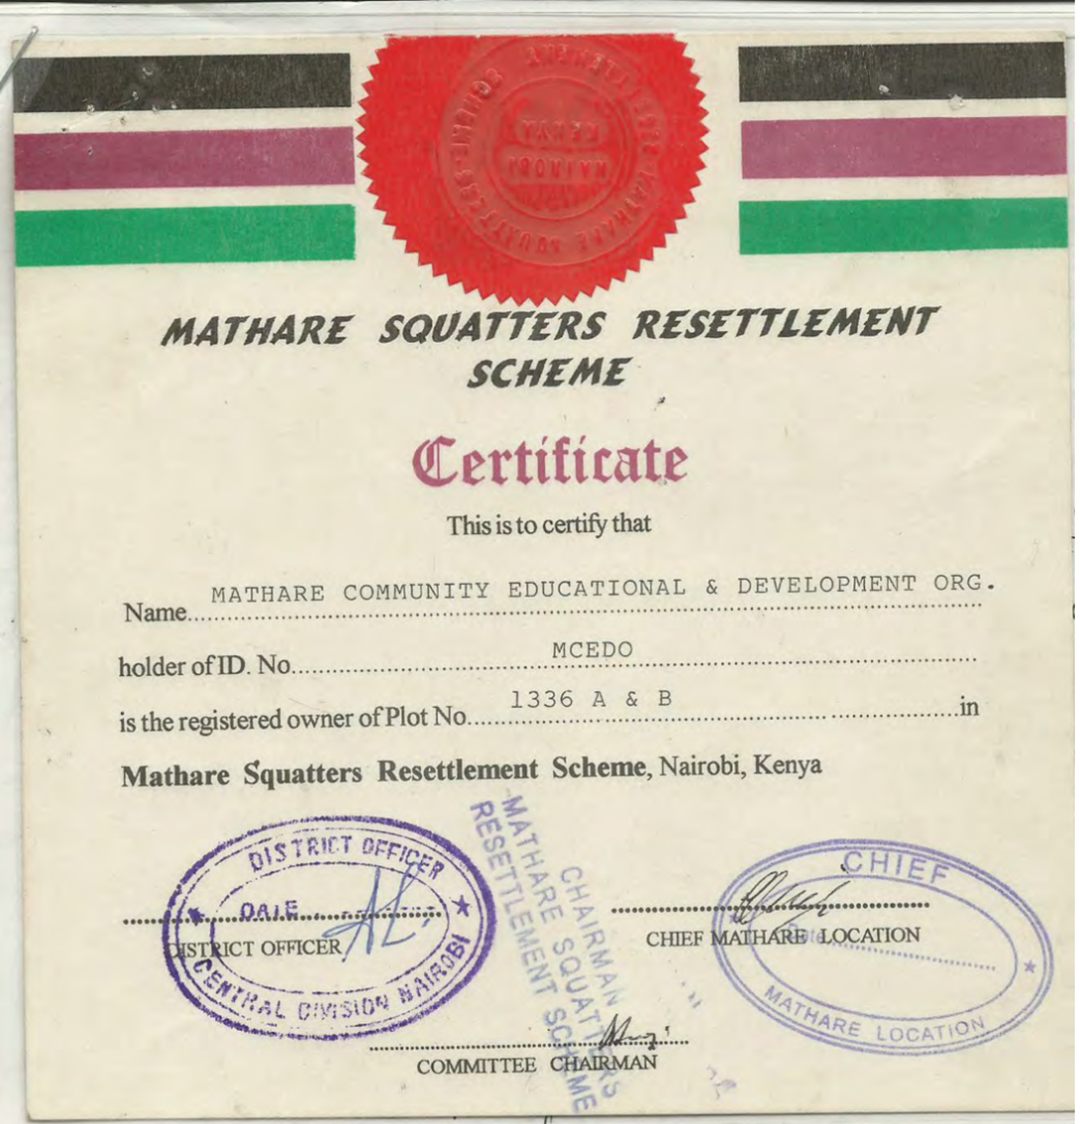 MATHARE SQUATTERS RESETTLEMENT
SCHEME
Certificate
This is to certify that
Name MATHARE COMMUNITY EDUCATIONAL & DEVELOPMENT ORG.
holder of ID. No. MCEDO
is the registered owner of Plot No. 1336 A & B in
Mathare Squatters Resettlement Scheme, Nairobi, Kenya
DISTRICT OFFICER
DATE
CENTRAL DIVISION NAIROBI
DISTRICT OFFICER
CHAIRMAN
MATHARE SQUATTERS
RESETTLEMENT SCHEME
CHIEF
Date
MATHARE LOCATION
CHIEF MATHARE LOCATION
COMMITTEE CHAIRMAN
KENYA
NAIROBI